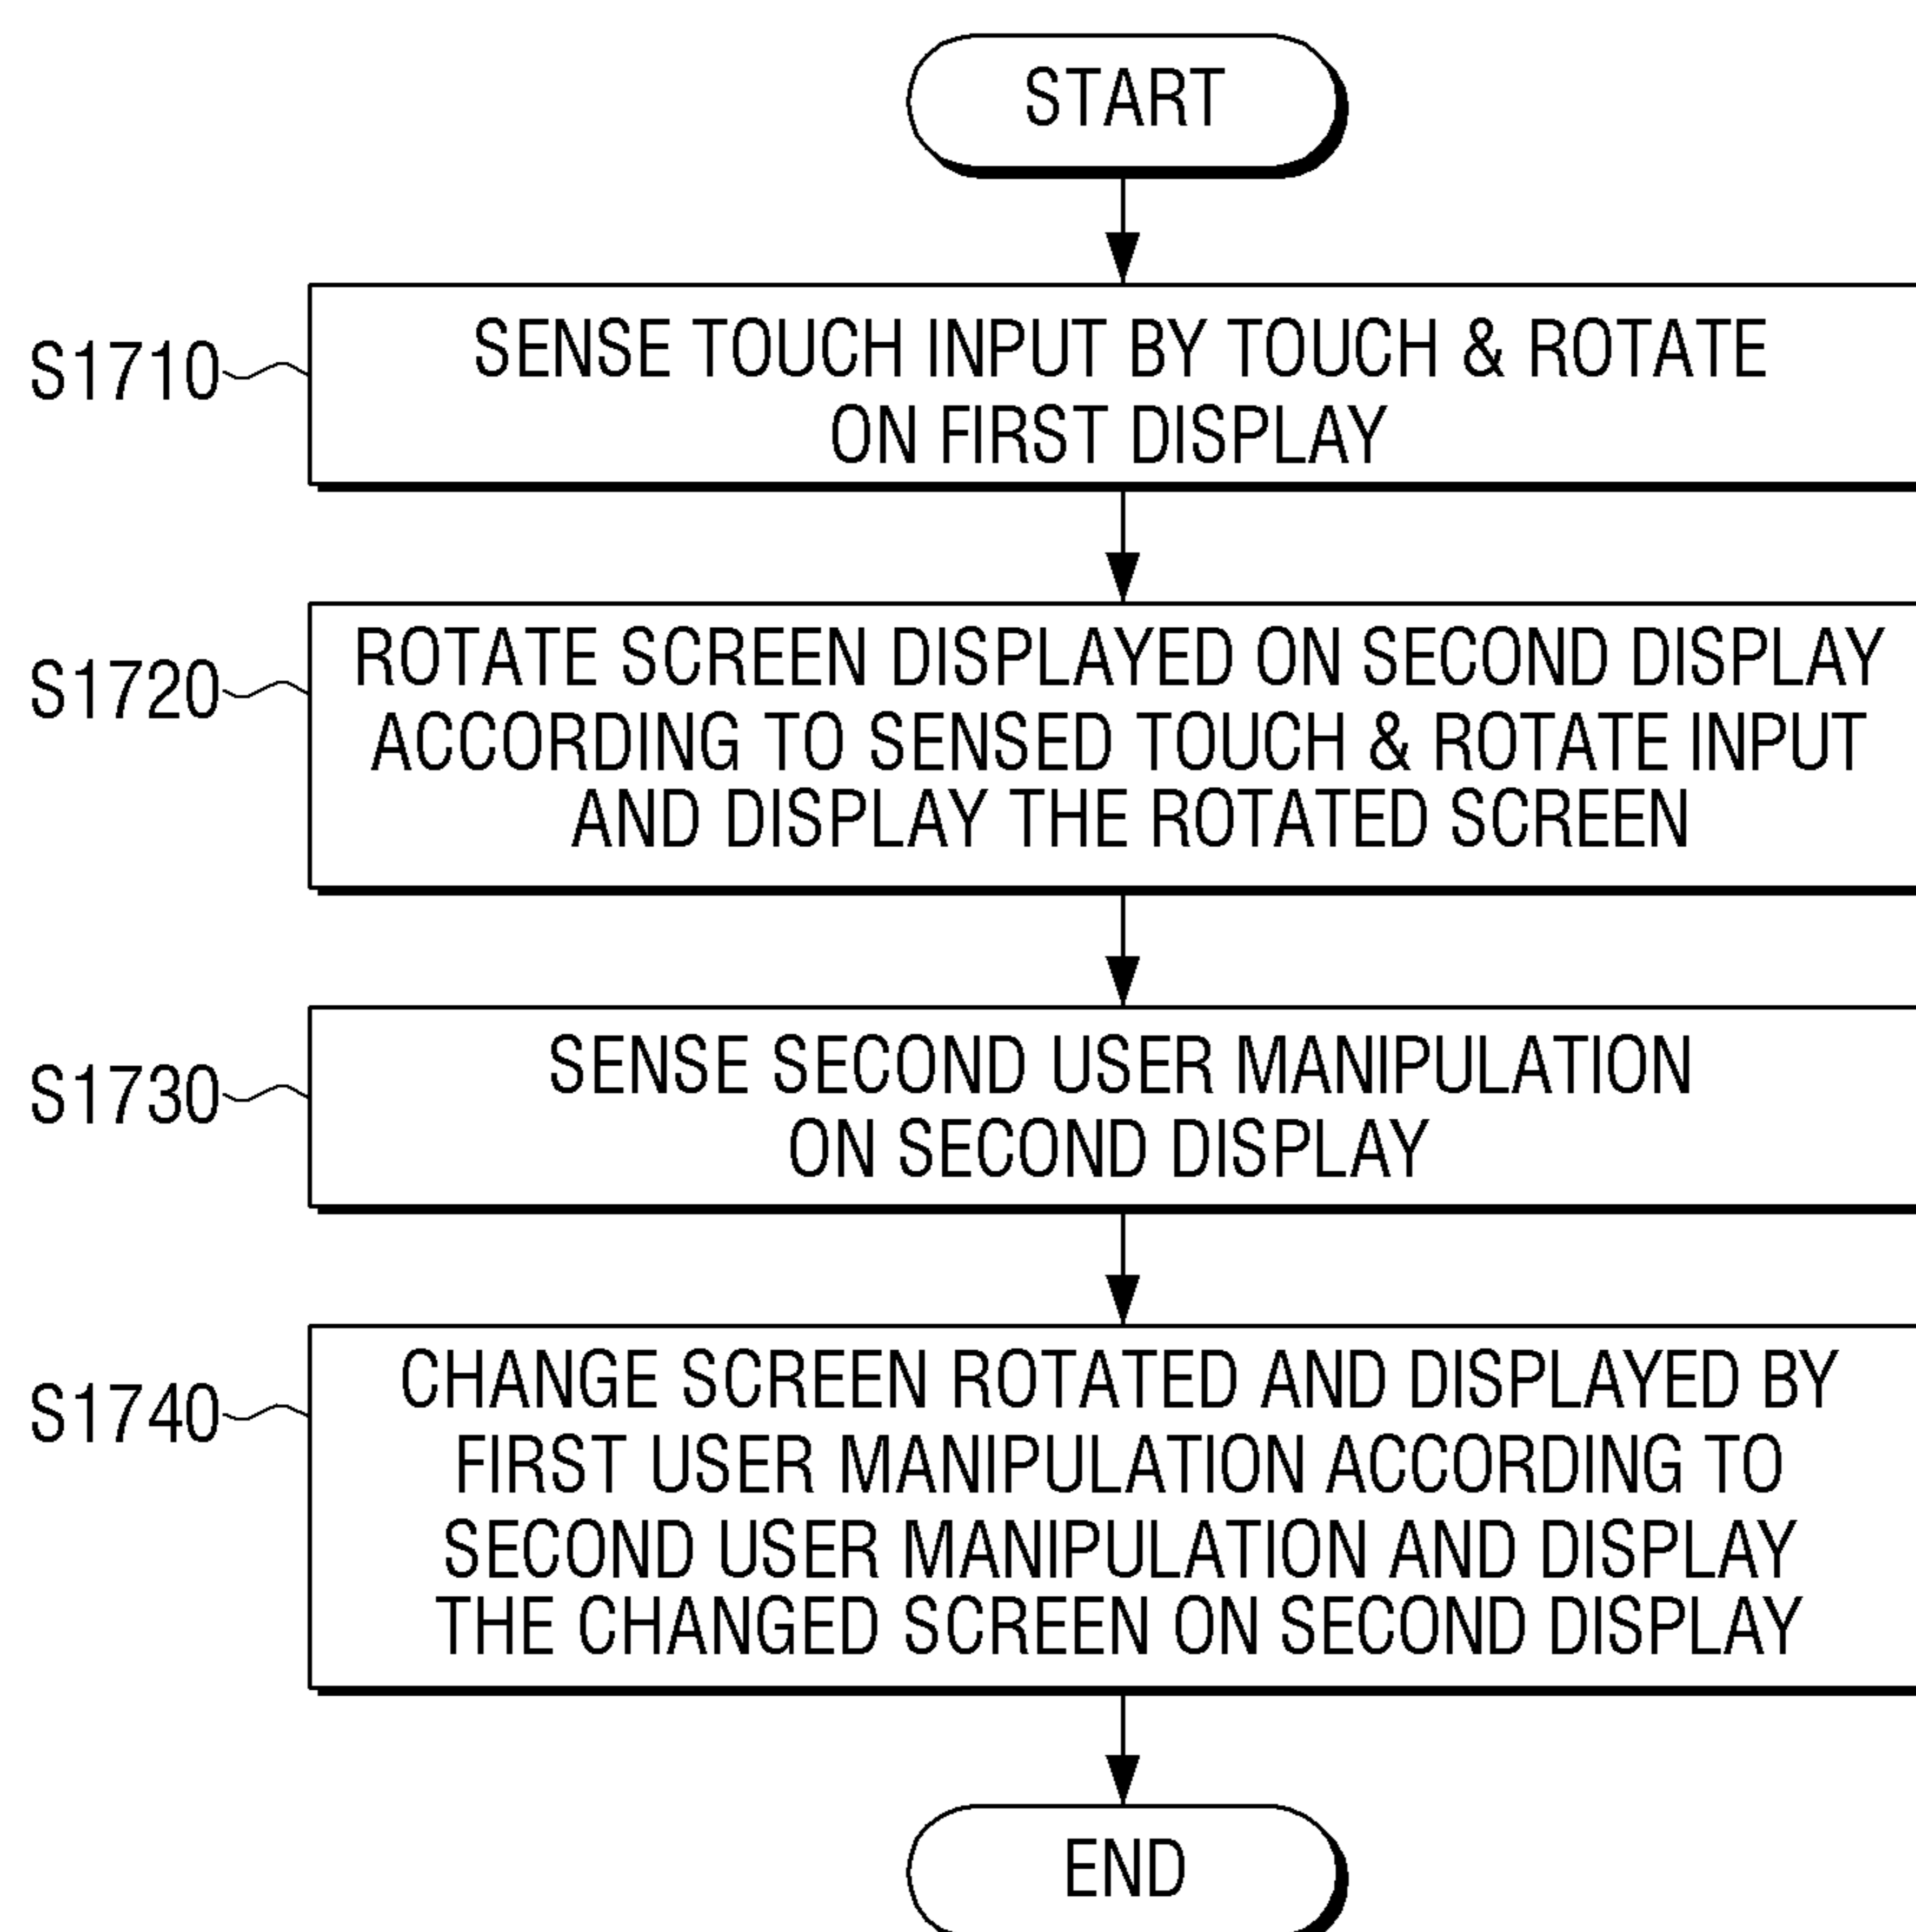 START
S1710
SENSE TOUCH INPUT BY TOUCH & ROTATE
ON FIRST DISPLAY
S1720
ROTATE SCREEN DISPLAYED ON SECOND DISPLAY
ACCORDING TO SENSED TOUCH & ROTATE INPUT
AND DISPLAY THE ROTATED SCREEN
S1730
SENSE SECOND USER MANIPULATION
ON SECOND DISPLAY
S1740
CHANGE SCREEN ROTATED AND DISPLAYED BY
FIRST USER MANIPULATION ACCORDING TO
SECOND USER MANIPULATION AND DISPLAY
THE CHANGED SCREEN ON SECOND DISPLAY
END